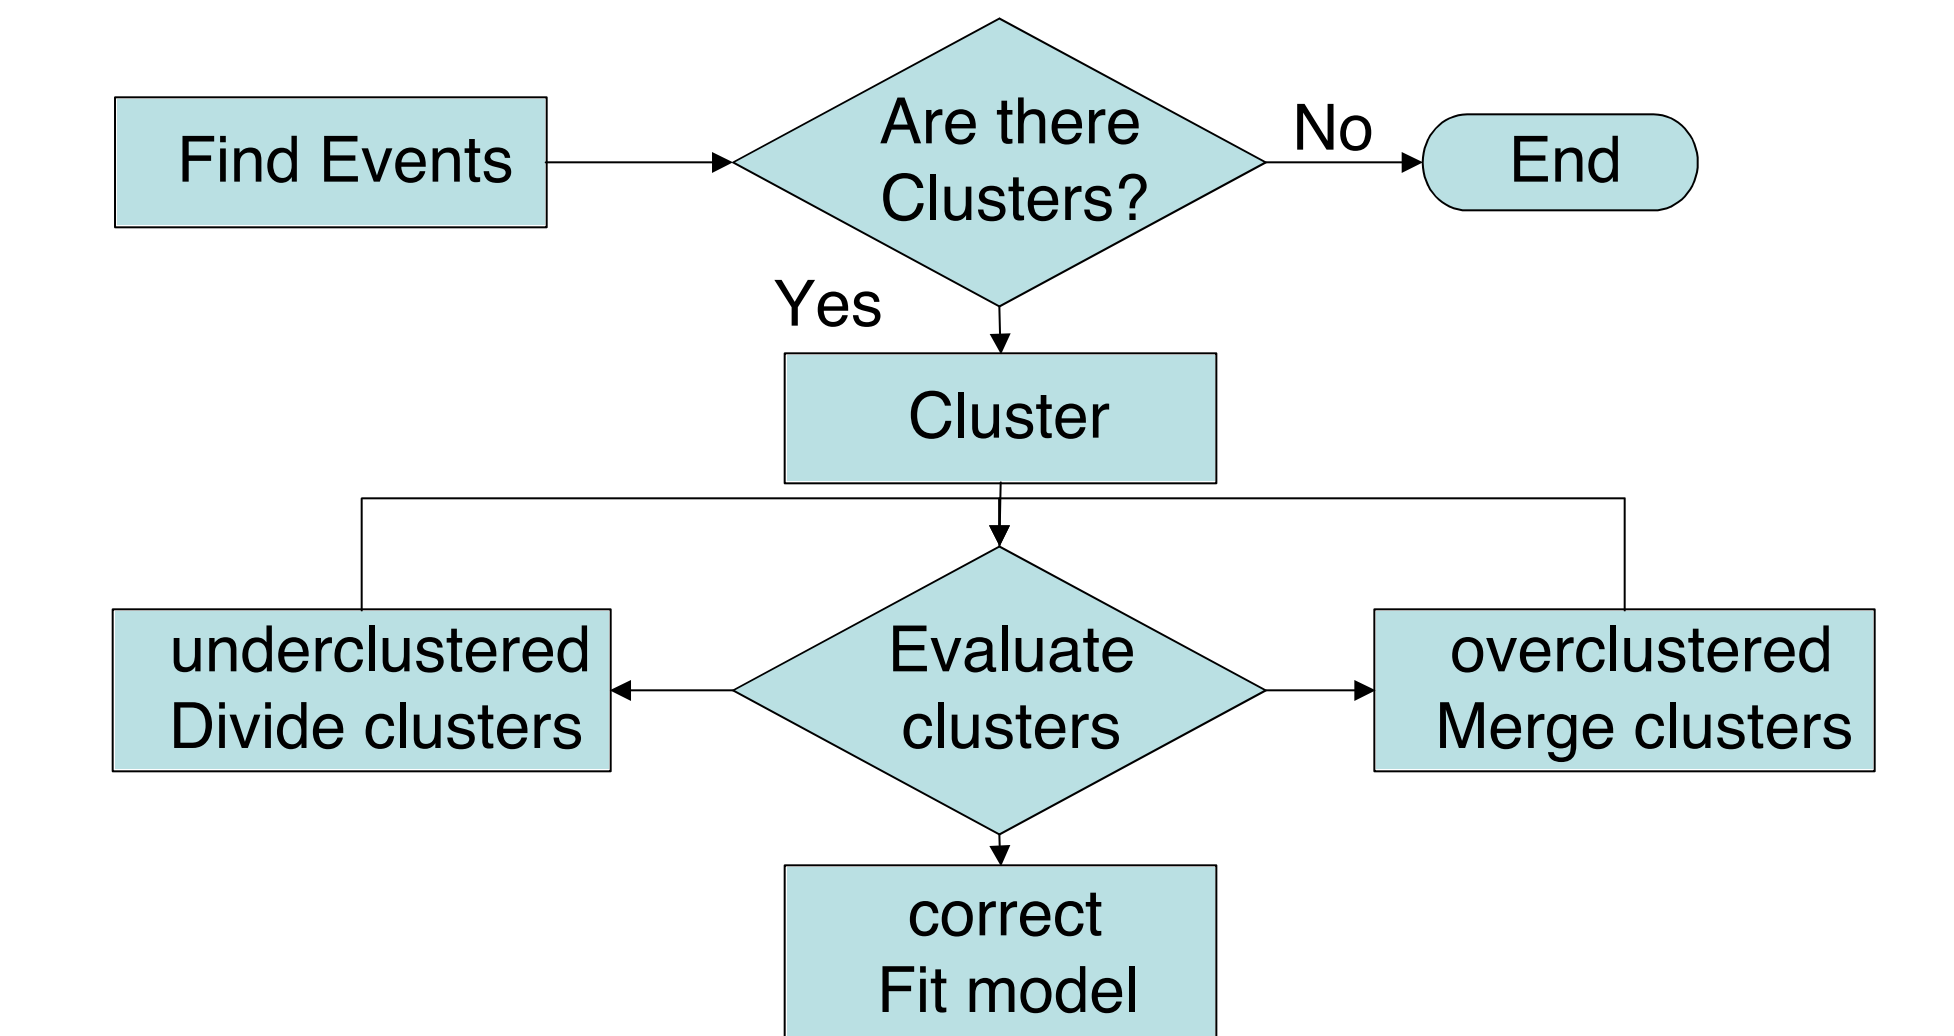 Find Events
Are there
Clusters?
No
End
Yes
Cluster
underclustered
Divide clusters
Evaluate
clusters
overclustered
Merge clusters
correct
Fit model